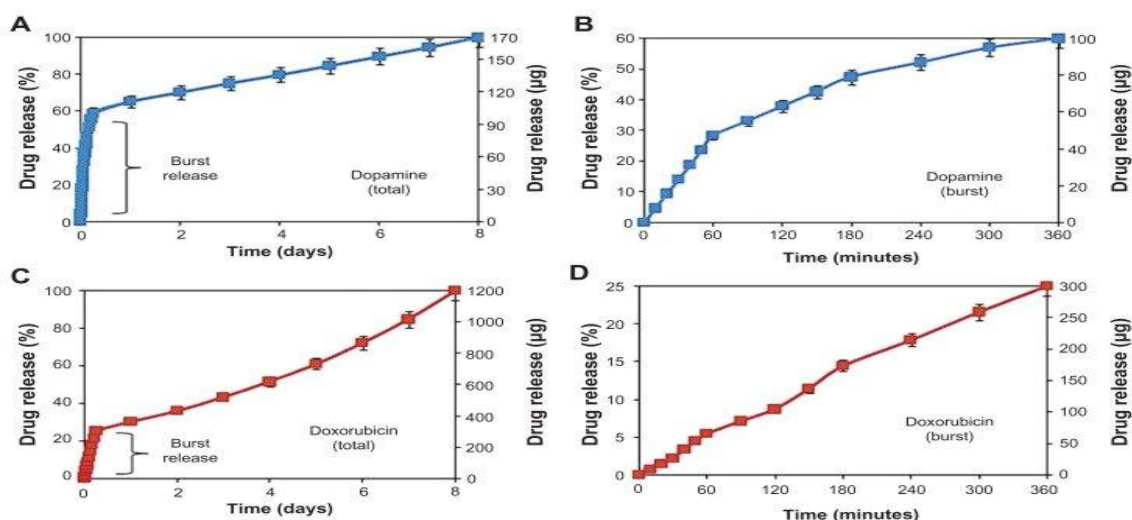 A
Drug release (%)
100
80
60
40
20
0
Burst
release
Dopamine
(total)
170
150
120
90
60
30
0
Drug release (µg)
0 2 4 6 8
Time (days)
B
Drug release (%)
60
50
40
30
20
10
0
Dopamine
(burst)
100
80
60
40
20
0
Drug release (µg)
0 60 120 180 240 300 360
Time (minutes)
C
Drug release (%)
100
80
60
40
20
0
Burst
release
Doxorubicin
(total)
1200
1000
800
600
400
200
0
Drug release (µg)
0 2 4 6 8
Time (days)
D
Drug release (%)
25
20
15
10
5
0
Doxorubicin
(burst)
300
250
200
150
100
50
0
Drug release (µg)
0 60 120 180 240 300 360
Time (minutes)